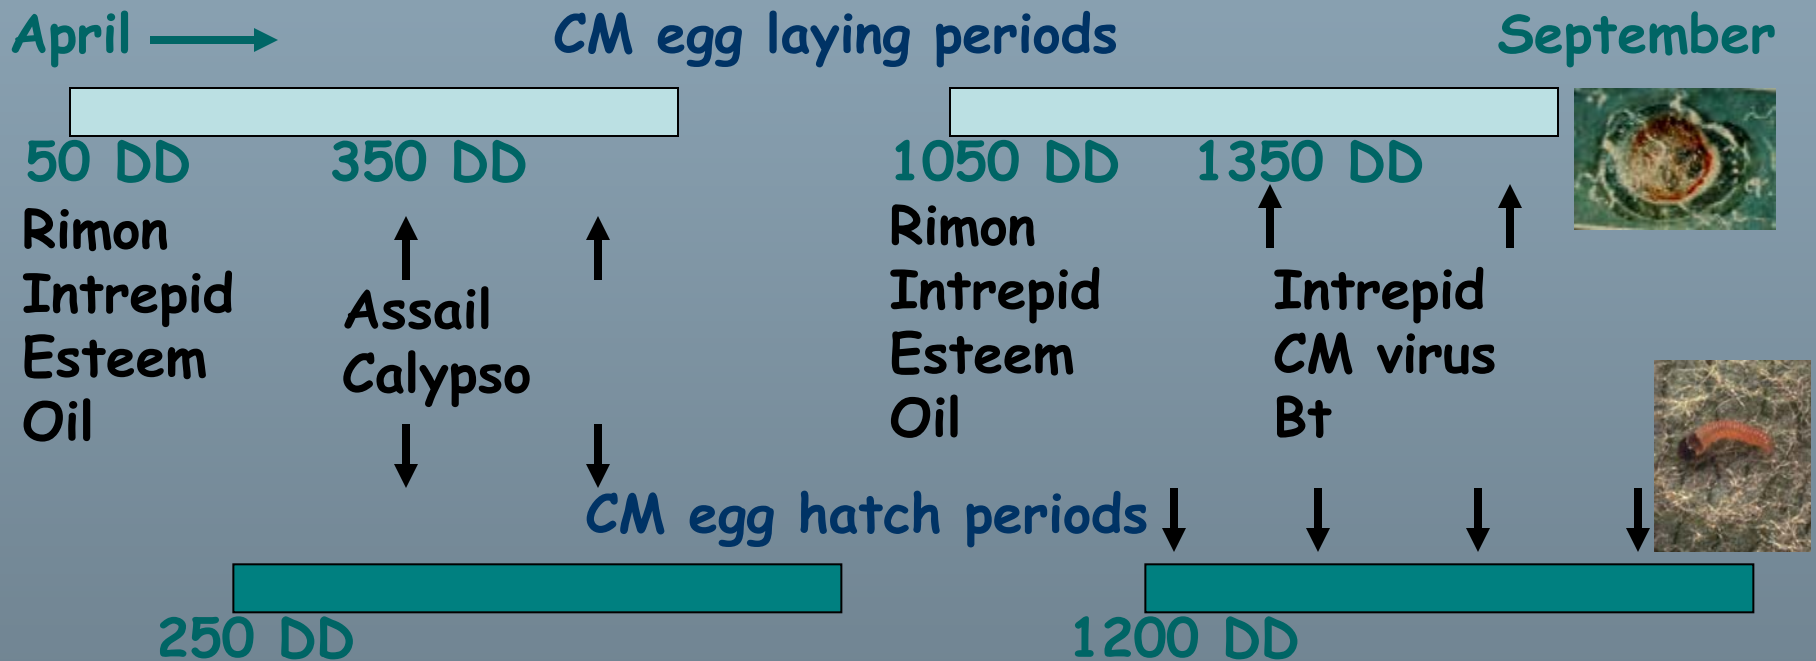 April
CM egg laying periods
September
50 DD
350 DD
1050 DD
1350 DD
Rimon
Intrepid
Esteem
Oil
Assail
Calypso
Rimon
Intrepid
Esteem
Oil
Intrepid
CM virus
Bt
CM egg hatch periods
250 DD
1200 DD